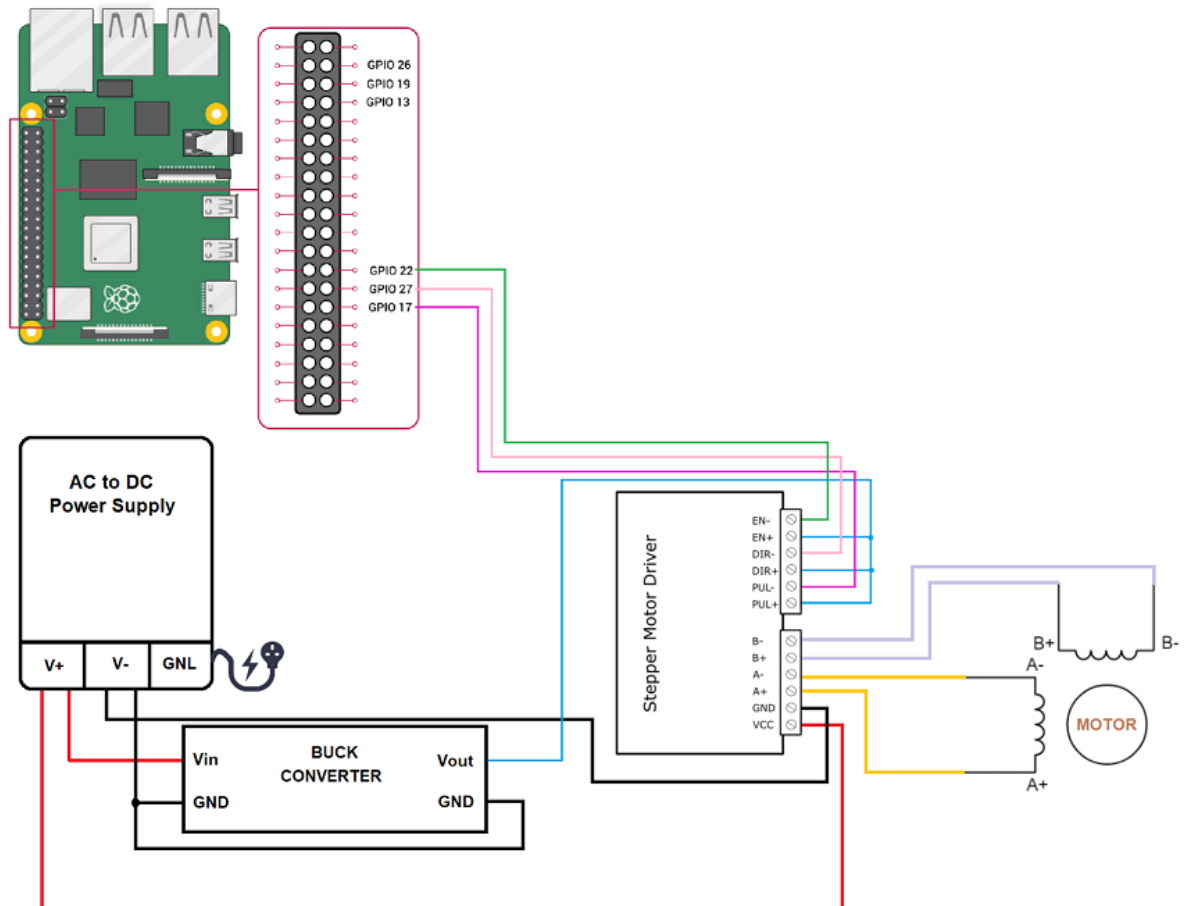 GPIO 26
GPIO 19
GPIO 13
GPIO 22
GPIO 27
GPIO 17
AC to DC
Power Supply
V+
V-
GNL
BUCK
CONVERTER
Vin
GND
Vout
GND
Stepper Motor Driver
EN-
EN+
DIR-
DIR+
PUL-
PUL+
B-
B+
A-
A+
GND
VCC
B+
B-
A-
MOTOR
A+